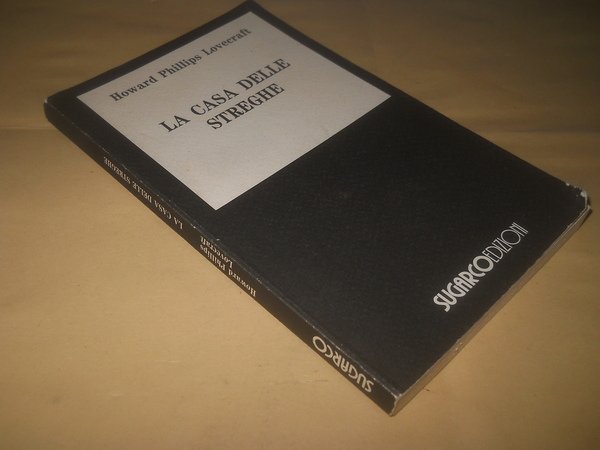 Howard Phillips Lovecraft
LA CASA DELLE
STREGHE
SUGARCOEDIZIONI
LA CASA DELLE STREGHE
Howard Phillips
Lovecraft
SUGARCO